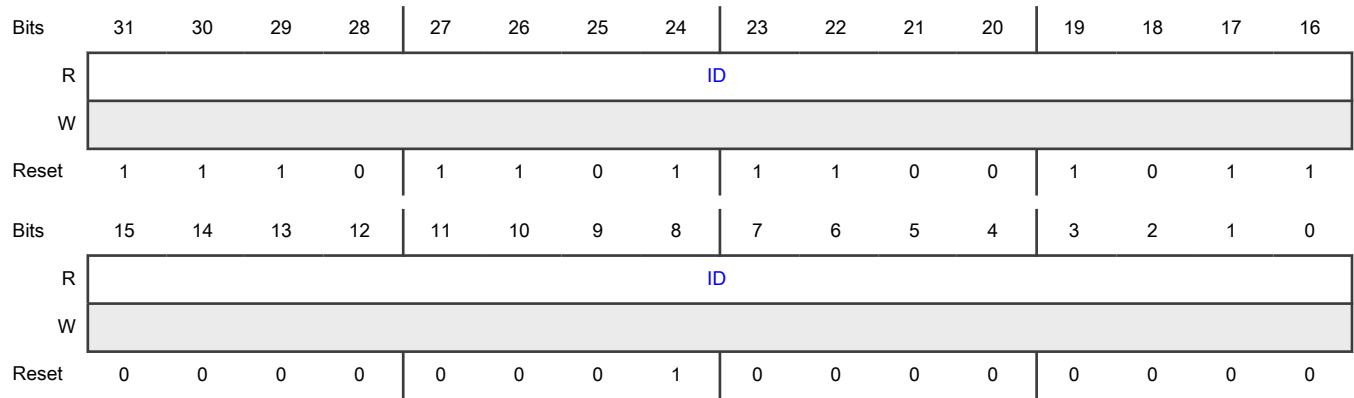 Bits 31 30 29 28 27 26 25 24 23 22 21 20 19 18 17 16
R ID
W
Reset 1 1 1 0 1 1 0 1 1 1 0 0 1 0 1 1
Bits 15 14 13 12 11 10 9 8 7 6 5 4 3 2 1 0
R ID
W
Reset 0 0 0 0 0 0 0 1 0 0 0 0 0 0 0 0